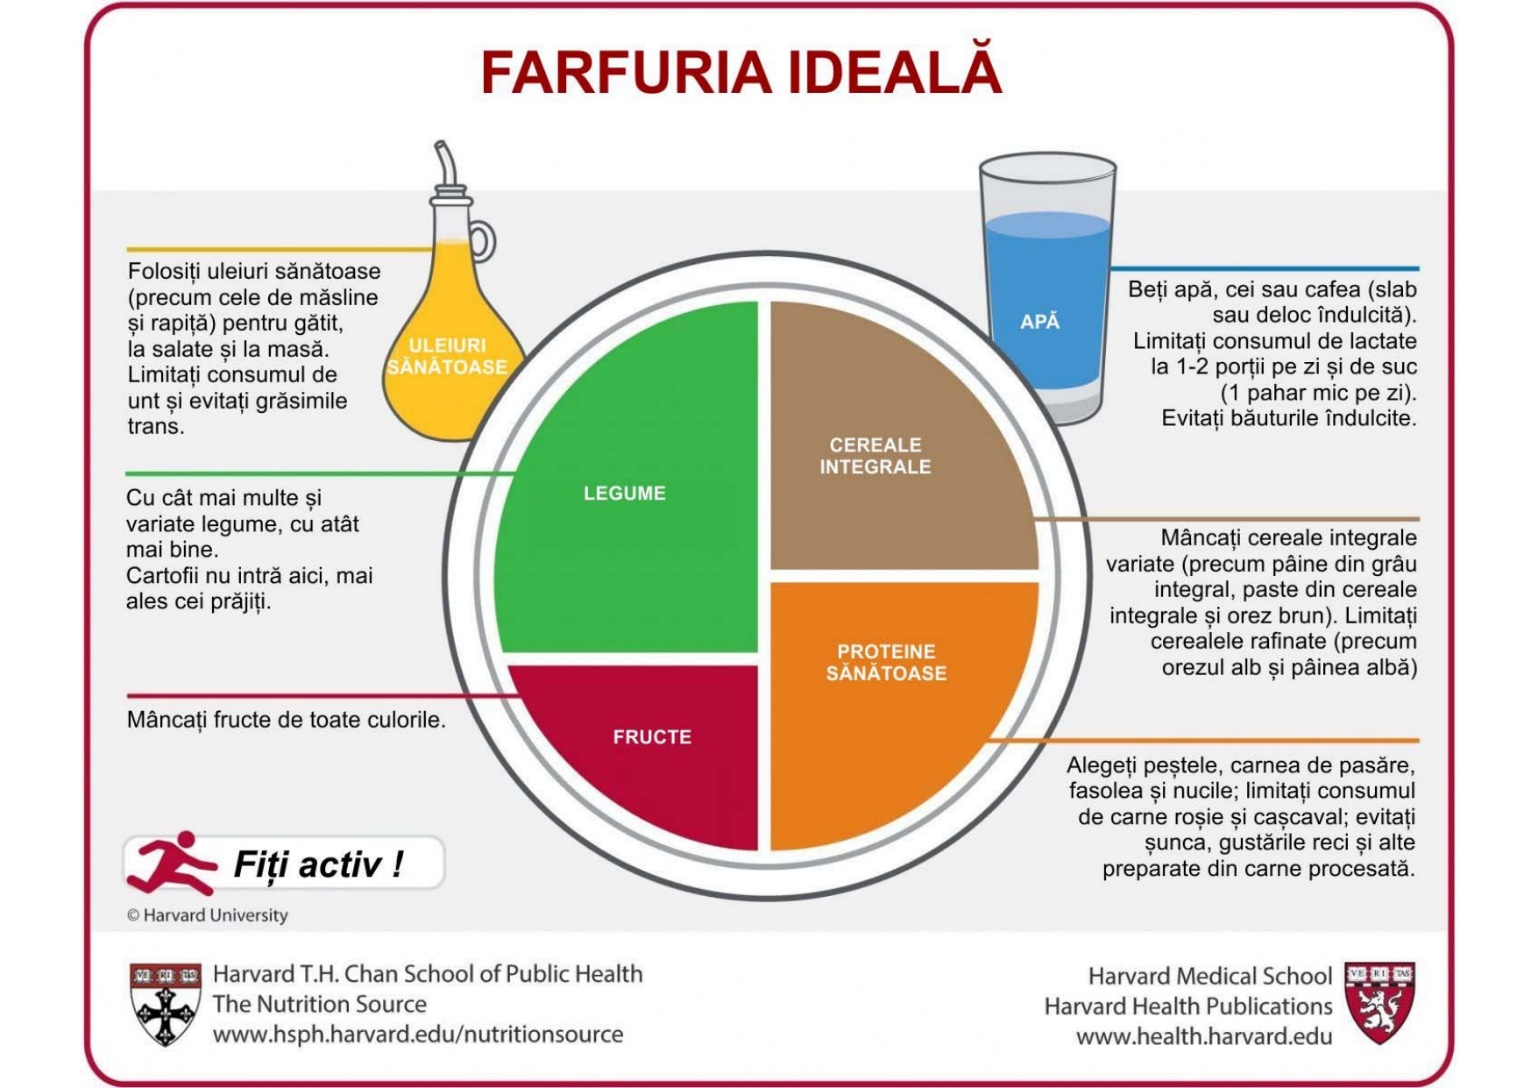 FARFURIA IDEALĂ
Folosiți uleiuri sănătoase
(precum cele de măsline
și rapiță) pentru gătit,
la salate și la masă.
Limitați consumul de
unt și evitați grăsimile
trans.
ULEIURI
SĂNĂTOASE
APĂ
Beți apă, cei sau cafea (slab
sau deloc îndulcită).
Limitați consumul de lactate
la 1-2 porții pe zi și de suc
(1 pahar mic pe zi).
Evitați băuturile îndulcite.
Cu cât mai multe și
variate legume, cu atât
mai bine.
Cartofii nu intră aici, mai
ales cei prăjiți.
LEGUME
CEREALE
INTEGRALE
Mâncați cereale integrale
variate (precum pâine din grâu
integral, paste din cereale
integrale și orez brun). Limitați
cerealele rafinate (precum
orezul alb și pâinea albă)
Mâncați fructe de toate culorile.
FRUCTE
PROTEINE
SĂNĂTOASE
Alegeți peștele, carnea de pasăre,
fasolea și nucile; limitați consumul
de carne roșie și cașcaval; evitați
șunca, gustările reci și alte
preparate din carne procesată.
Fiți activ !
© Harvard University
VE RI TAS
Harvard T.H. Chan School of Public Health
The Nutrition Source
www.hsph.harvard.edu/nutritionsource
Harvard Medical School
Harvard Health Publications
www.health.harvard.edu
VE RI TAS